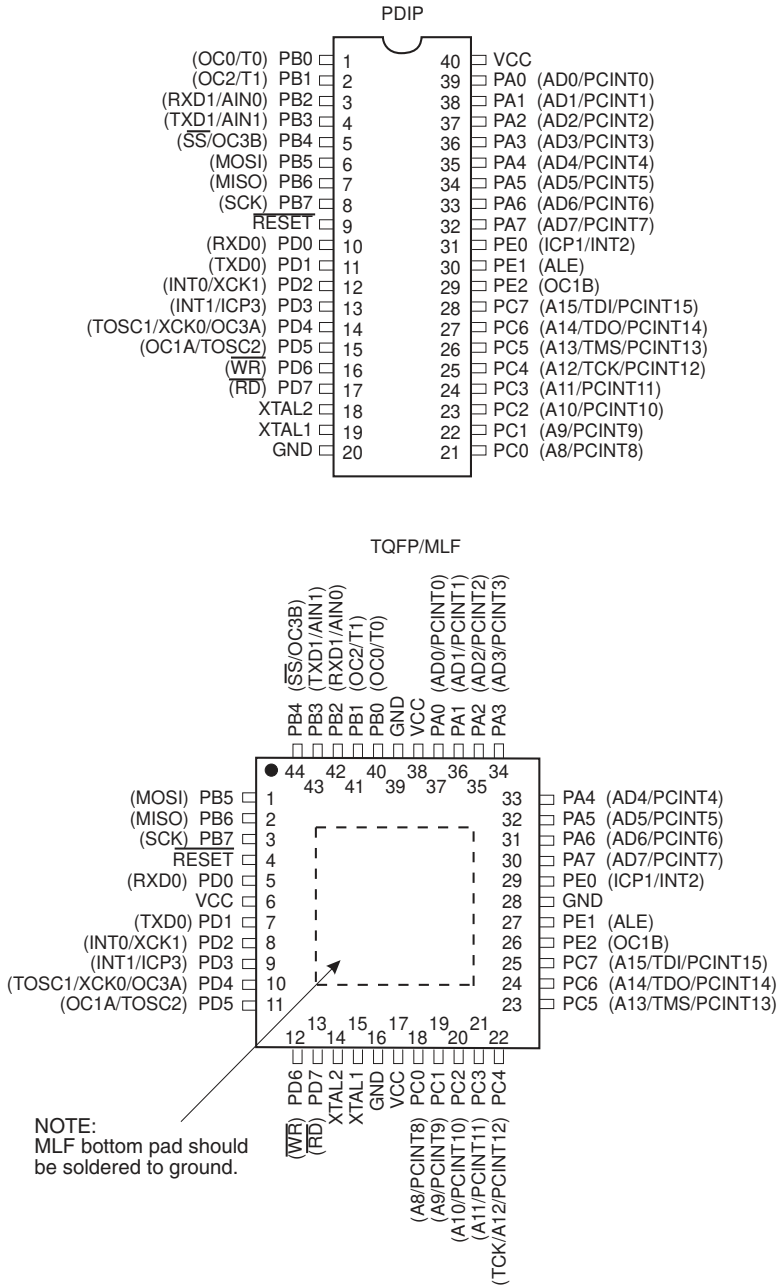 PDIP
(OC0/T0) PB0 1 40 VCC
(OC2/T1) PB1 2 39 PA0 (AD0/PCINT0)
(RXD1/AIN0) PB2 3 38 PA1 (AD1/PCINT1)
(TXD1/AIN1) PB3 4 37 PA2 (AD2/PCINT2)
(SS/OC3B) PB4 5 36 PA3 (AD3/PCINT3)
(MOSI) PB5 6 35 PA4 (AD4/PCINT4)
(MISO) PB6 7 34 PA5 (AD5/PCINT5)
(SCK) PB7 8 33 PA6 (AD6/PCINT6)
RESET 9 32 PA7 (AD7/PCINT7)
(RXD0) PD0 10 31 PE0 (ICP1/INT2)
(TXD0) PD1 11 30 PE1 (ALE)
(INT0/XCK1) PD2 12 29 PE2 (OC1B)
(INT1/ICP3) PD3 13 28 PC7 (A15/TDI/PCINT15)
(TOSC1/XCK0/OC3A) PD4 14 27 PC6 (A14/TDO/PCINT14)
(OC1A/TOSC2) PD5 15 26 PC5 (A13/TMS/PCINT13)
(WR) PD6 16 25 PC4 (A12/TCK/PCINT12)
(RD) PD7 17 24 PC3 (A11/PCINT11)
XTAL2 18 23 PC2 (A10/PCINT10)
XTAL1 19 22 PC1 (A9/PCINT9)
GND 20 21 PC0 (A8/PCINT8)
TQFP/MLF
PB4 (SS/OC3B)
PB3 (TXD1/AIN1)
PB2 (RXD1/AIN0)
PB1 (OC2/T1)
PB0 (OC0/T0)
GND
VCC
PA0 (AD0/PCINT0)
PA1 (AD1/PCINT1)
PA2 (AD2/PCINT2)
PA3 (AD3/PCINT3)
44 42 40 38 36 34
43 41 39 37 35
(MOSI) PB5 1 33 PA4 (AD4/PCINT4)
(MISO) PB6 2 32 PA5 (AD5/PCINT5)
(SCK) PB7 3 31 PA6 (AD6/PCINT6)
RESET 4 30 PA7 (AD7/PCINT7)
(RXD0) PD0 5 29 PE0 (ICP1/INT2)
VCC 6 28 GND
(TXD0) PD1 7 27 PE1 (ALE)
(INT0/XCK1) PD2 8 26 PE2 (OC1B)
(INT1/ICP3) PD3 9 25 PC7 (A15/TDI/PCINT15)
(TOSC1/XCK0/OC3A) PD4 10 24 PC6 (A14/TDO/PCINT14)
(OC1A/TOSC2) PD5 11 23 PC5 (A13/TMS/PCINT13)
13 15 17 19 21
12 14 16 18 20 22
(WR) PD6
(RD) PD7
XTAL2
XTAL1
GND
VCC
(A8/PCINT8) PC0
(A9/PCINT9) PC1
(A10/PCINT10) PC2
(A11/PCINT11) PC3
(TCK/A12/PCINT12) PC4
NOTE:
MLF bottom pad should
be soldered to ground.